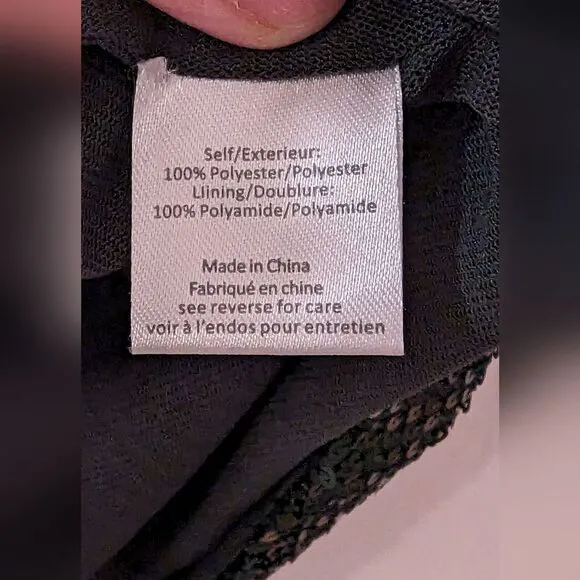 Self/Exterieur:
100% Polyester/Polyester
Llining/Doublure:
100% Polyamide/Polyamide
Made in China
Fabriqué en chine
see reverse for care
voir à l'endos pour entretien